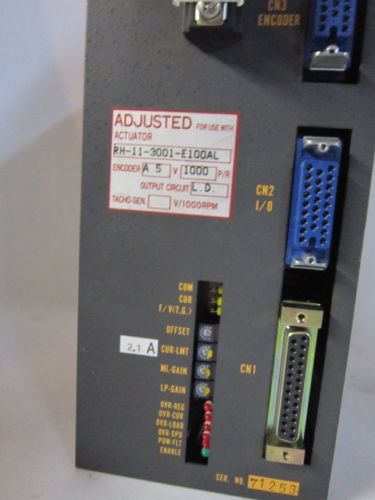 CN3
ENCODER
ADJUSTED FOR USE WITH
ACTUATOR
RH-11-3001-E100AL
ENCODER A 5 V 1000 P/R
OUTPUT CIRCUIT L.D.
TACHO-GEN. V/1000RPM
CN2
I/O
COM
CUR
F/V(T.G.)
OFFSET
2.1 A
CUR-LMT
ML-GAIN
LP-GAIN
CN1
OVR-REG
OVR-CUR
OVR-LOAD
OVR-SPD
POW-FLT
ENABLE
SER. NO. 71253